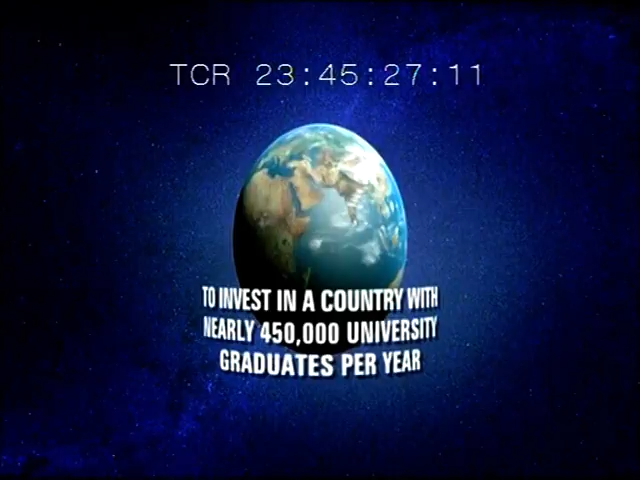 TCR 23:45:27:11
TO INVEST IN A COUNTRY WITH
NEARLY 450,000 UNIVERSITY
GRADUATES PER YEAR